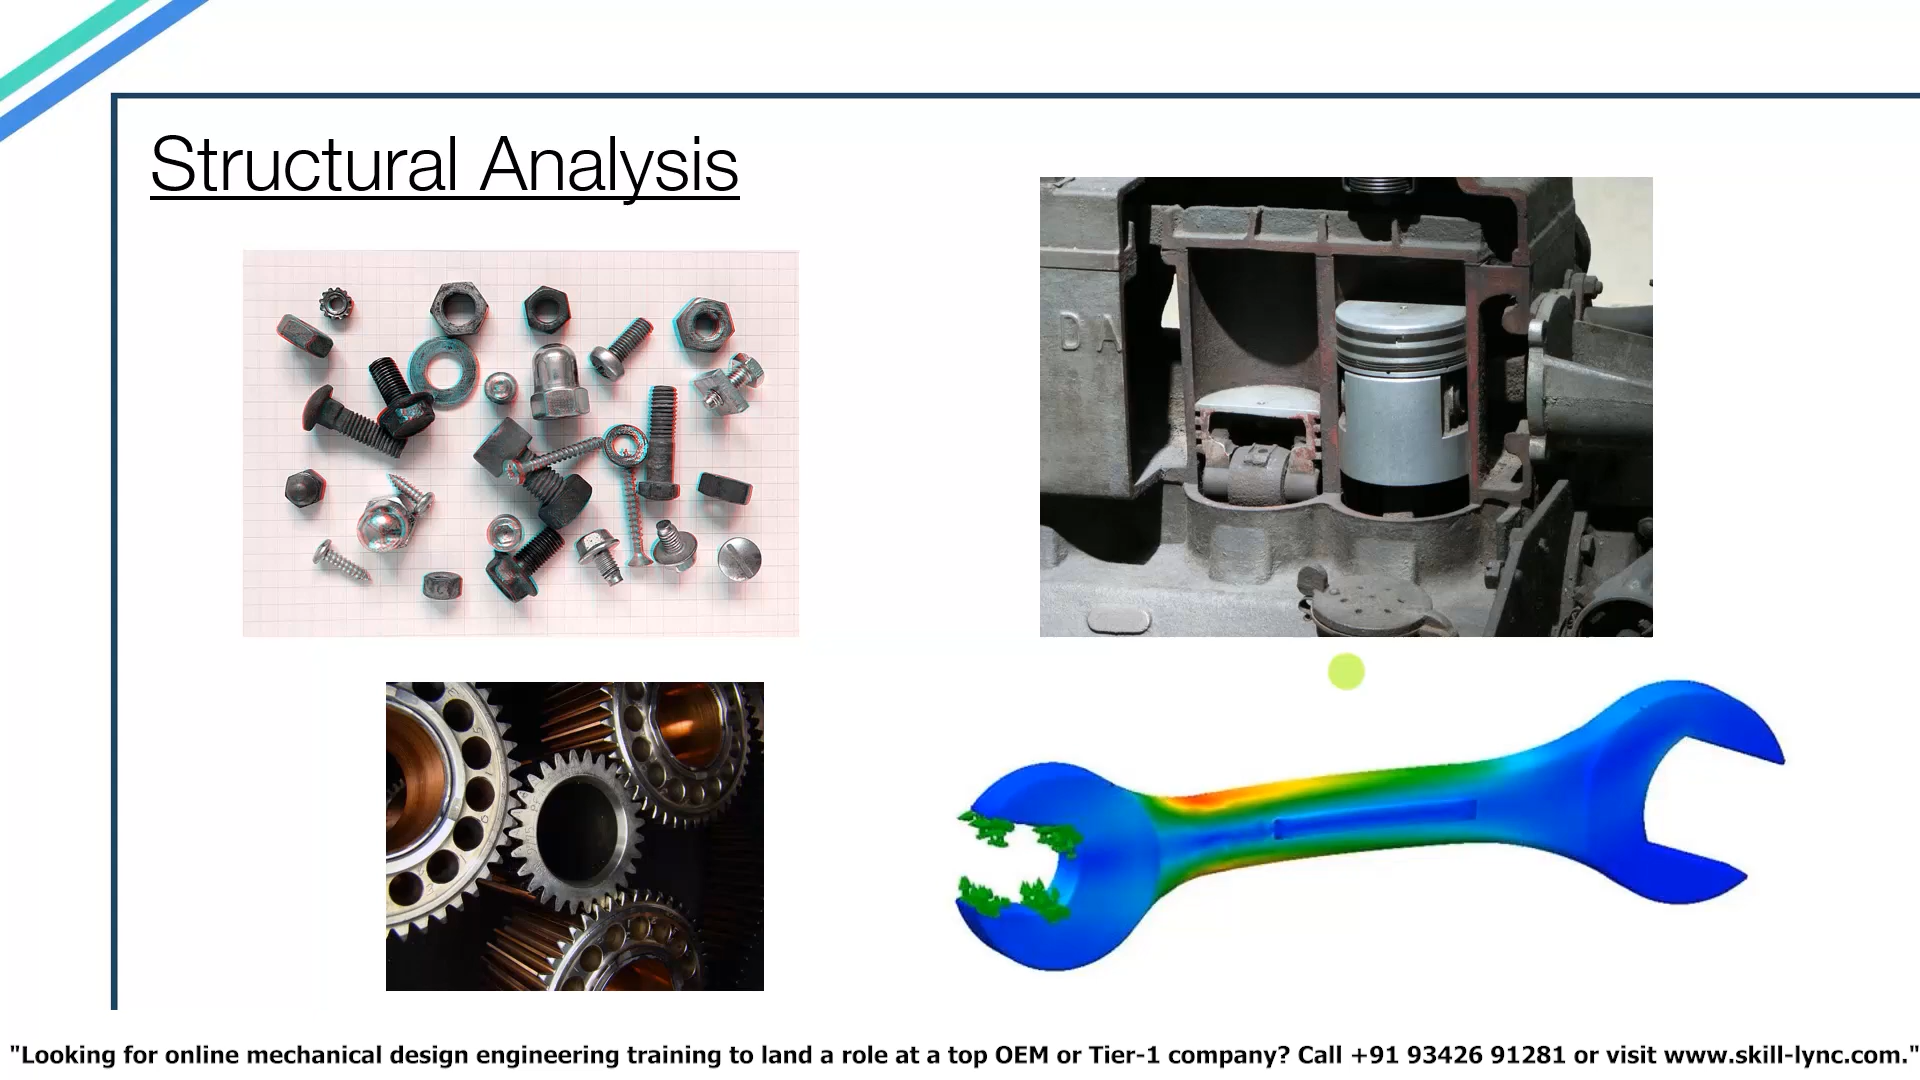 Structural Analysis
DA
"Looking for online mechanical design engineering training to land a role at a top OEM or Tier-1 company? Call +91 93426 91281 or visit www.skill-lync.com."